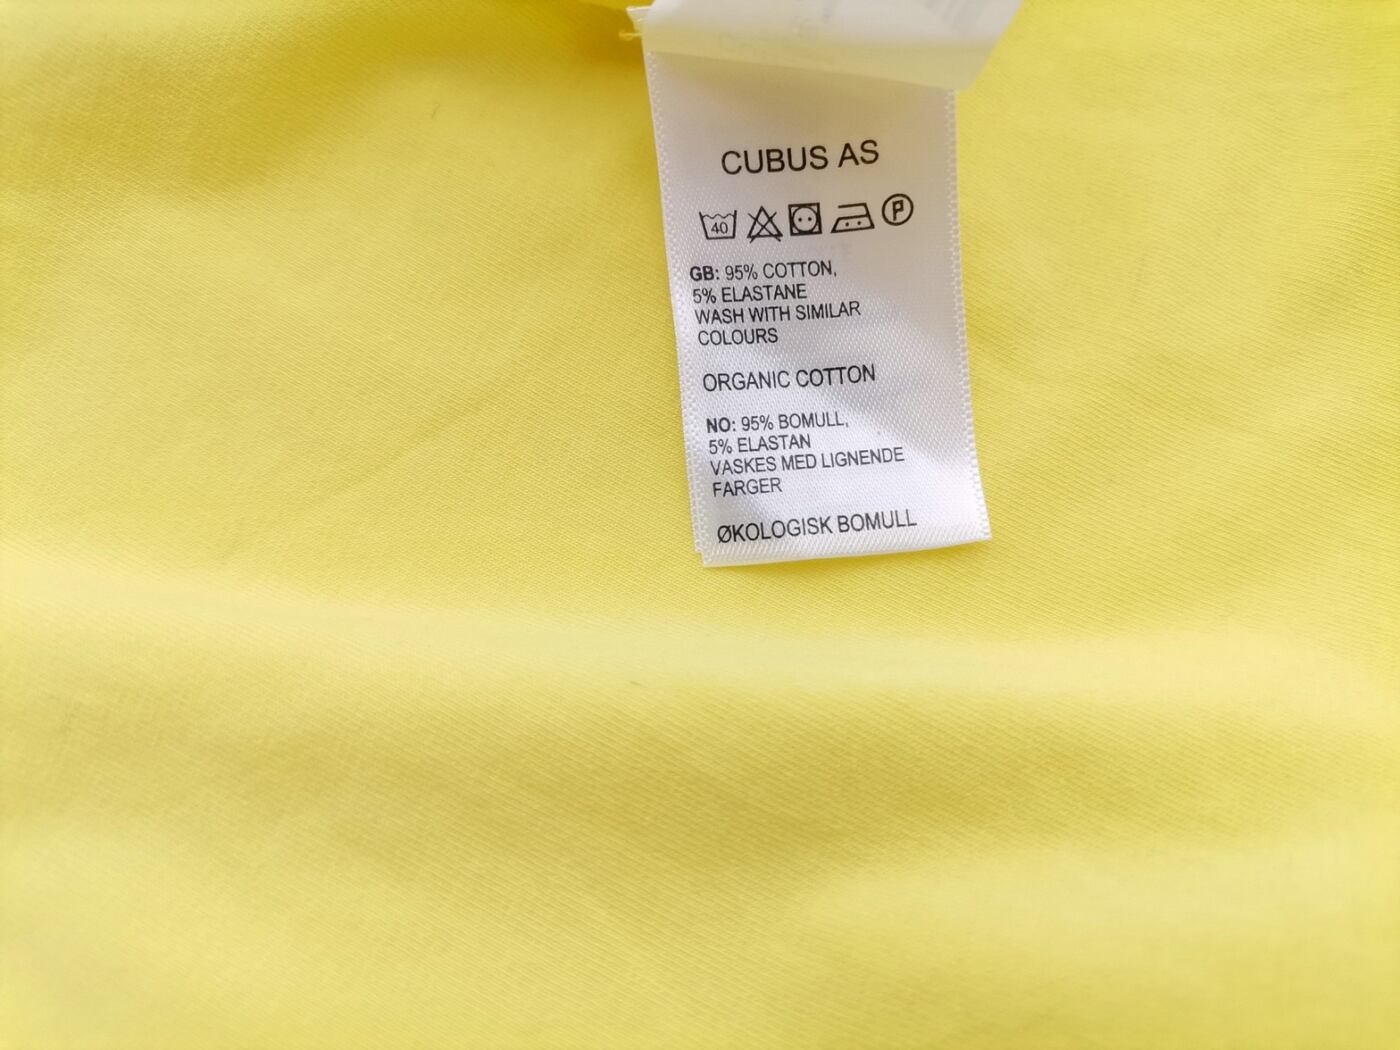 CUBUS AS
40 P
GB: 95% COTTON,
5% ELASTANE
WASH WITH SIMILAR
COLOURS
ORGANIC COTTON
NO: 95% BOMULL,
5% ELASTAN
VASKES MED LIGNENDE
FARGER
ØKOLOGISK BOMULL